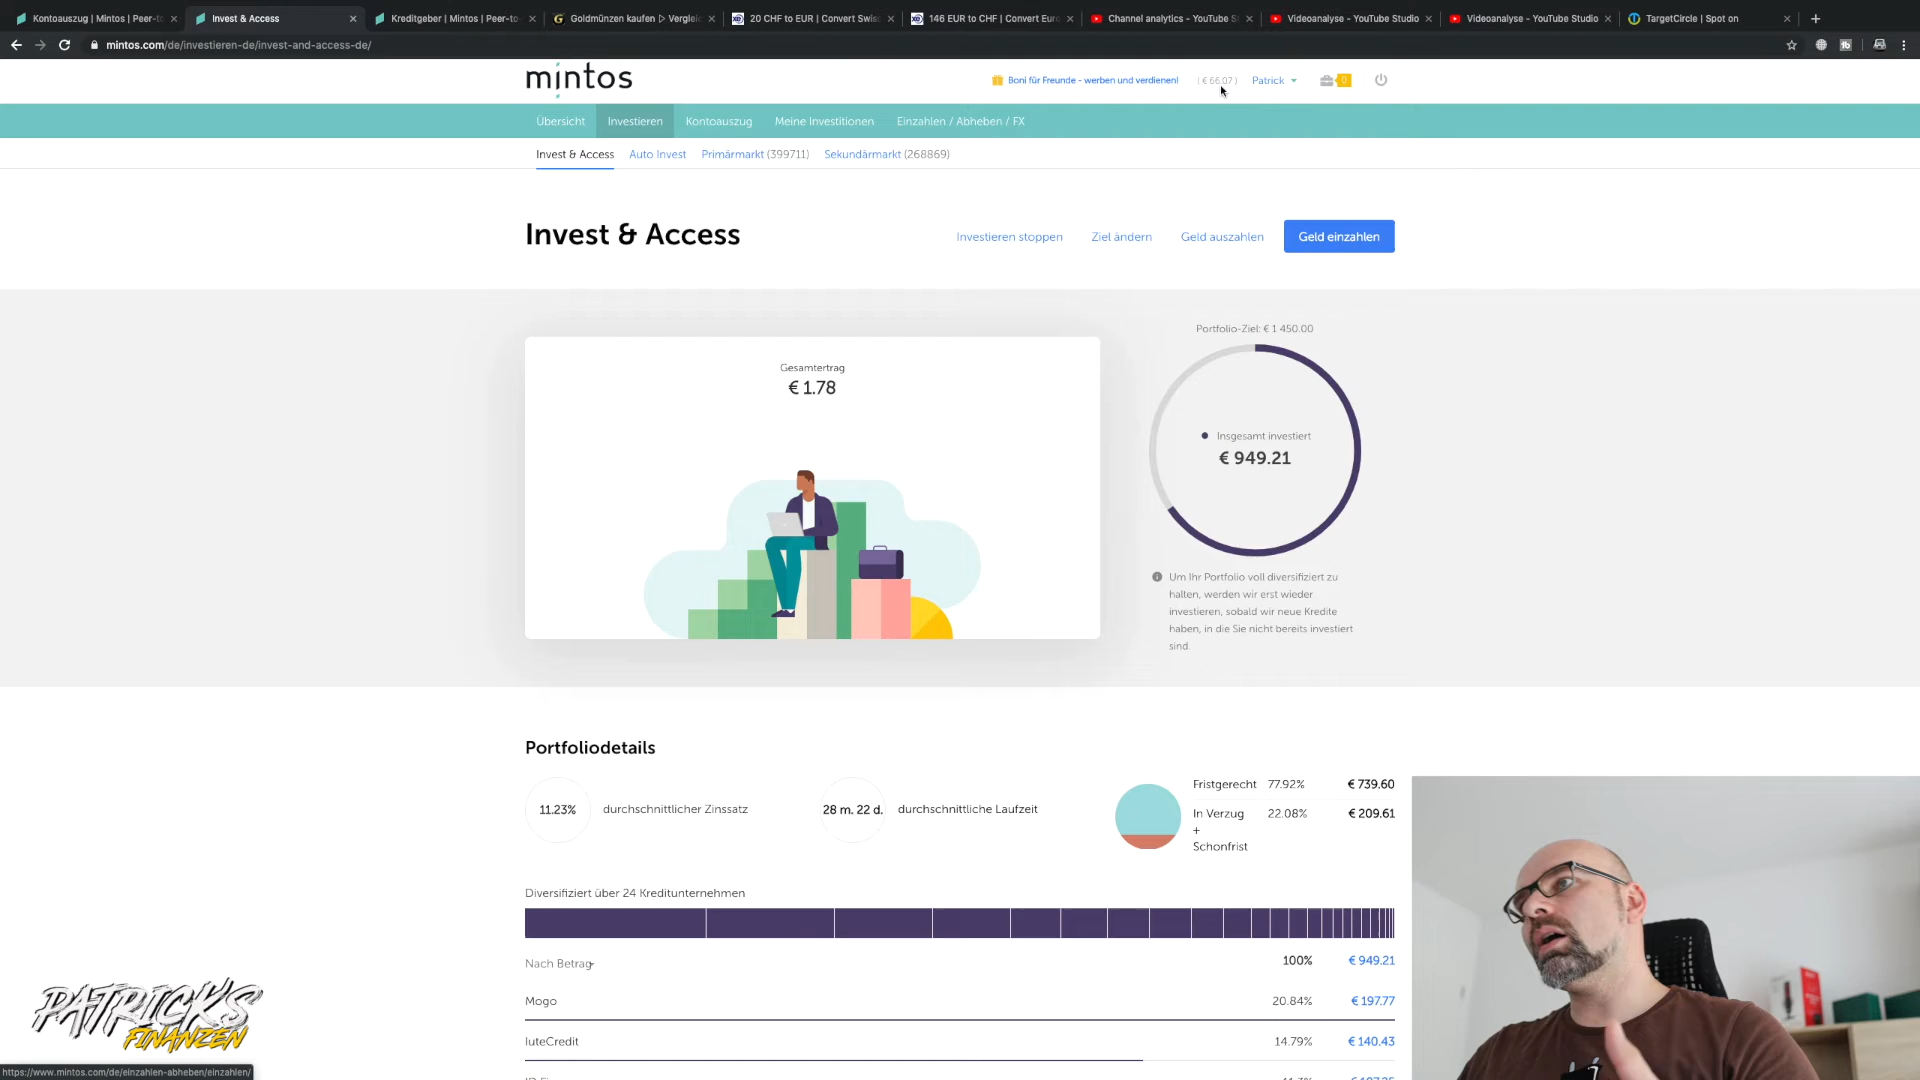 Kontoauszug | Mintos | Peer-to
Invest & Access
Kreditgeber | Mintos | Peer-to-
Goldmünzen kaufen ▷ Vergleic
20 CHF to EUR | Convert Swis
146 EUR to CHF | Convert Euro
Channel analytics - YouTube S
Videoanalyse - YouTube Studio
Videoanalyse - YouTube Studio
TargetCircle | Spot on
mintos.com/de/investieren-de/invest-and-access-de/
mintos
Boni für Freunde - werben und verdienen!
( € 66.07 )
Patrick
0
Übersicht
Investieren
Kontoauszug
Meine Investitionen
Einzahlen / Abheben / FX
Invest & Access
Auto Invest
Primärmarkt (399711)
Sekundärmarkt (268869)
Invest & Access
Investieren stoppen
Ziel ändern
Geld auszahlen
Geld einzahlen
Gesamtertrag
€ 1.78
Portfolio-Ziel: € 1 450.00
Insgesamt investiert
€ 949.21
Um Ihr Portfolio voll diversifiziert zu
halten, werden wir erst wieder
investieren, sobald wir neue Kredite
haben, in die Sie nicht bereits investiert
sind.
Portfoliodetails
11.23%
durchschnittlicher Zinssatz
28 m. 22 d.
durchschnittliche Laufzeit
Fristgerecht 77.92% € 739.60
In Verzug 22.08% € 209.61
+
Schonfrist
Diversifiziert über 24 Kreditunternehmen
Nach Betrag 100% € 949.21
Mogo 20.84% € 197.77
IuteCredit 14.79% € 140.43
PATRICKS
FINANZEN
https://www.mintos.com/de/einzahlen-abheben/einzahlen/